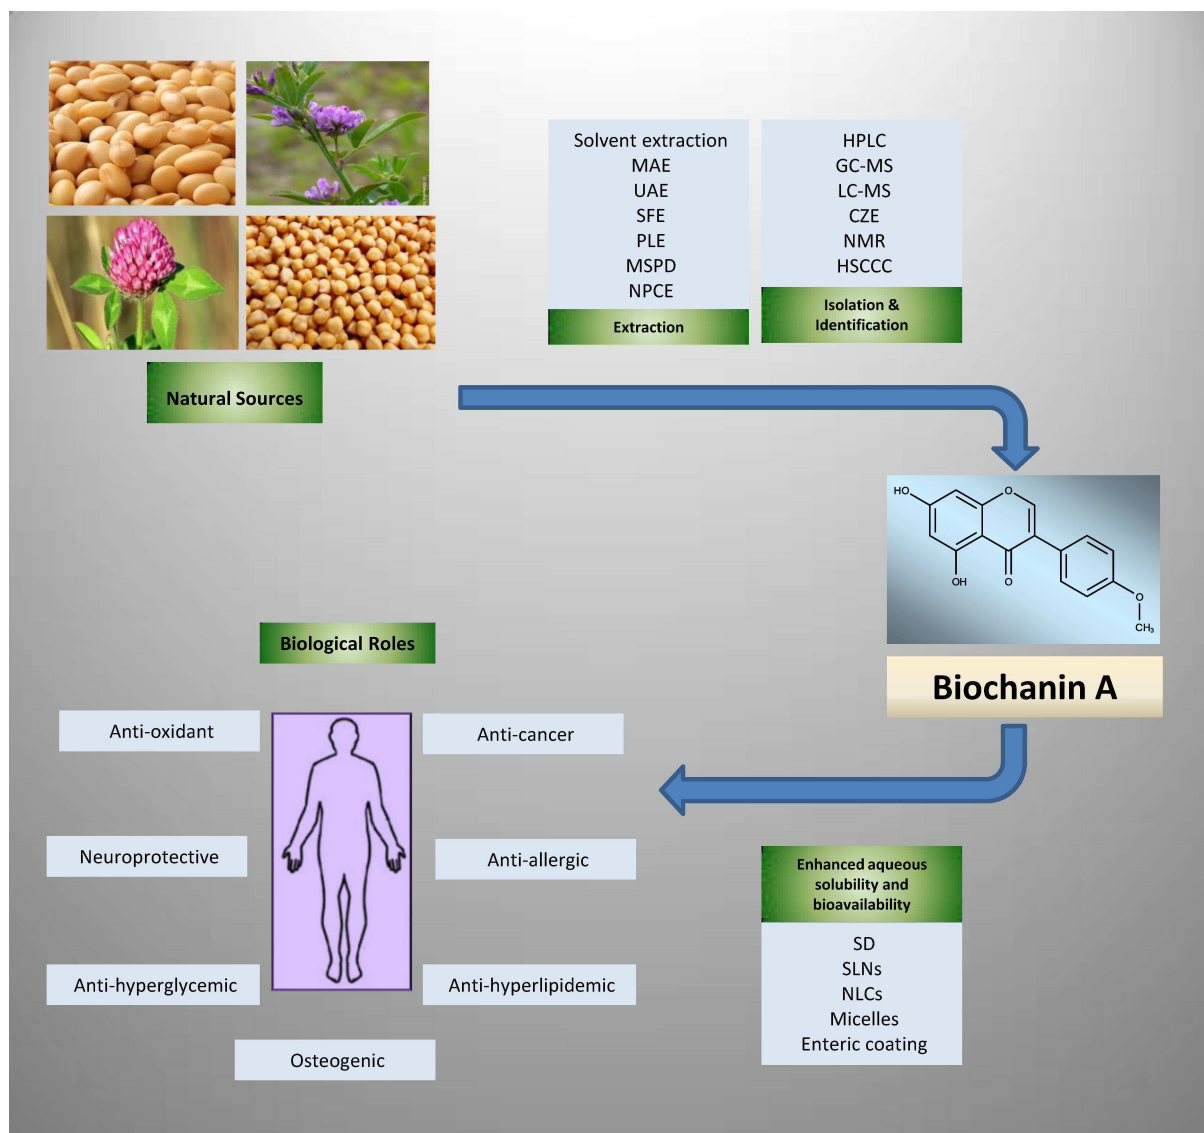 Solvent extraction
MAE
UAE
SFE
PLE
MSPD
NPCE
Extraction
HPLC
GC-MS
LC-MS
CZE
NMR
HSCCC
Isolation &
Identification
Natural Sources
HO
O
OH
O
O
CH3
Biochanin A
Biological Roles
Anti-oxidant
Anti-cancer
Neuroprotective
Anti-allergic
Anti-hyperglycemic
Anti-hyperlipidemic
Osteogenic
Enhanced aqueous
solubility and
bioavailability
SD
SLNs
NLCs
Micelles
Enteric coating